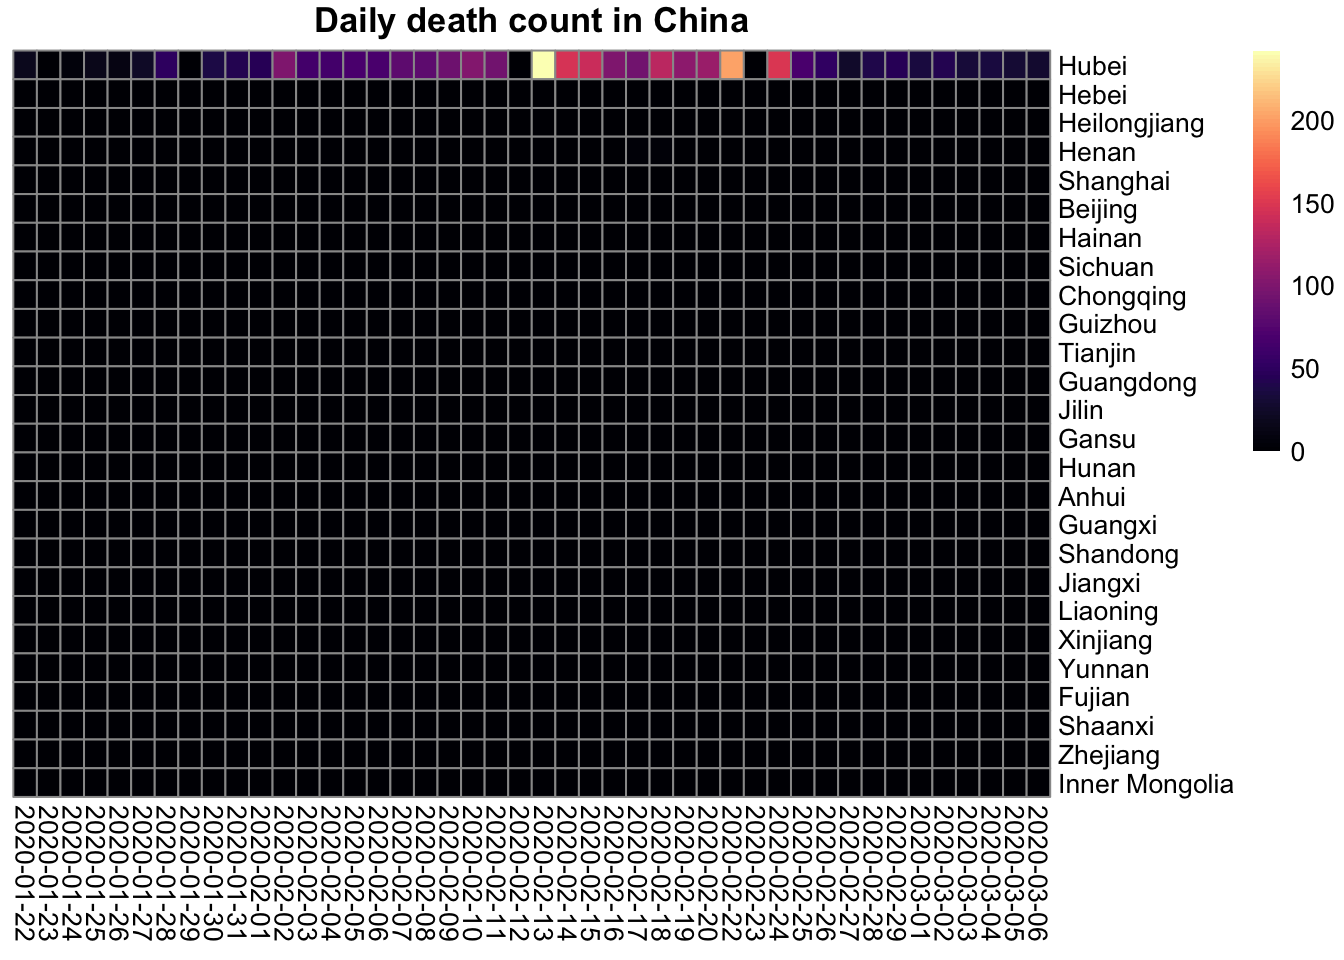 Daily death count in China
Hubei
Hebei
Heilongjiang
Henan
Shanghai
Beijing
Hainan
Sichuan
Chongqing
Guizhou
Tianjin
Guangdong
Jilin
Gansu
Hunan
Anhui
Guangxi
Shandong
Jiangxi
Liaoning
Xinjiang
Yunnan
Fujian
Shaanxi
Zhejiang
Inner Mongolia
200
150
100
50
0
2020-01-22
2020-01-23
2020-01-24
2020-01-25
2020-01-26
2020-01-27
2020-01-28
2020-01-29
2020-01-30
2020-01-31
2020-02-01
2020-02-02
2020-02-03
2020-02-04
2020-02-05
2020-02-06
2020-02-07
2020-02-08
2020-02-09
2020-02-10
2020-02-11
2020-02-12
2020-02-13
2020-02-14
2020-02-15
2020-02-16
2020-02-17
2020-02-18
2020-02-19
2020-02-20
2020-02-22
2020-02-23
2020-02-24
2020-02-25
2020-02-26
2020-02-27
2020-02-28
2020-02-29
2020-03-01
2020-03-02
2020-03-03
2020-03-04
2020-03-05
2020-03-06